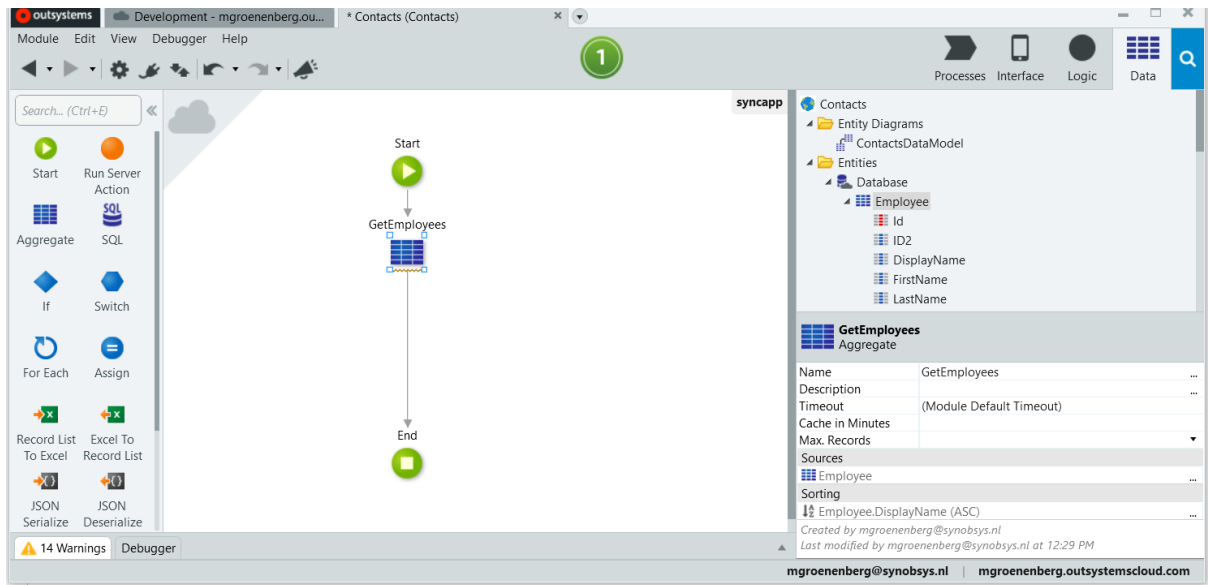 outsystems
Development - mgroenenberg.ou...
* Contacts (Contacts)
Module Edit View Debugger Help
1
Processes Interface Logic Data
Search... (Ctrl+E)
Start
Run Server
Action
Aggregate
SQL
SQL
If
Switch
For Each
Assign
Record List
To Excel
Excel To
Record List
JSON
Serialize
JSON
Deserialize
syncapp
Start
GetEmployees
End
Contacts
Entity Diagrams
ContactsDataModel
Entities
Database
Employee
Id
ID2
DisplayName
FirstName
LastName
GetEmployees
Aggregate
Name GetEmployees ...
Description ...
Timeout (Module Default Timeout)
Cache in Minutes
Max. Records
Sources
Employee ...
Sorting
Employee.DisplayName (ASC) ...
Created by mgroenenberg@synobsys.nl
Last modified by mgroenenberg@synobsys.nl at 12:29 PM
14 Warnings Debugger
mgroenenberg@synobsys.nl | mgroenenberg.outsystemscloud.com